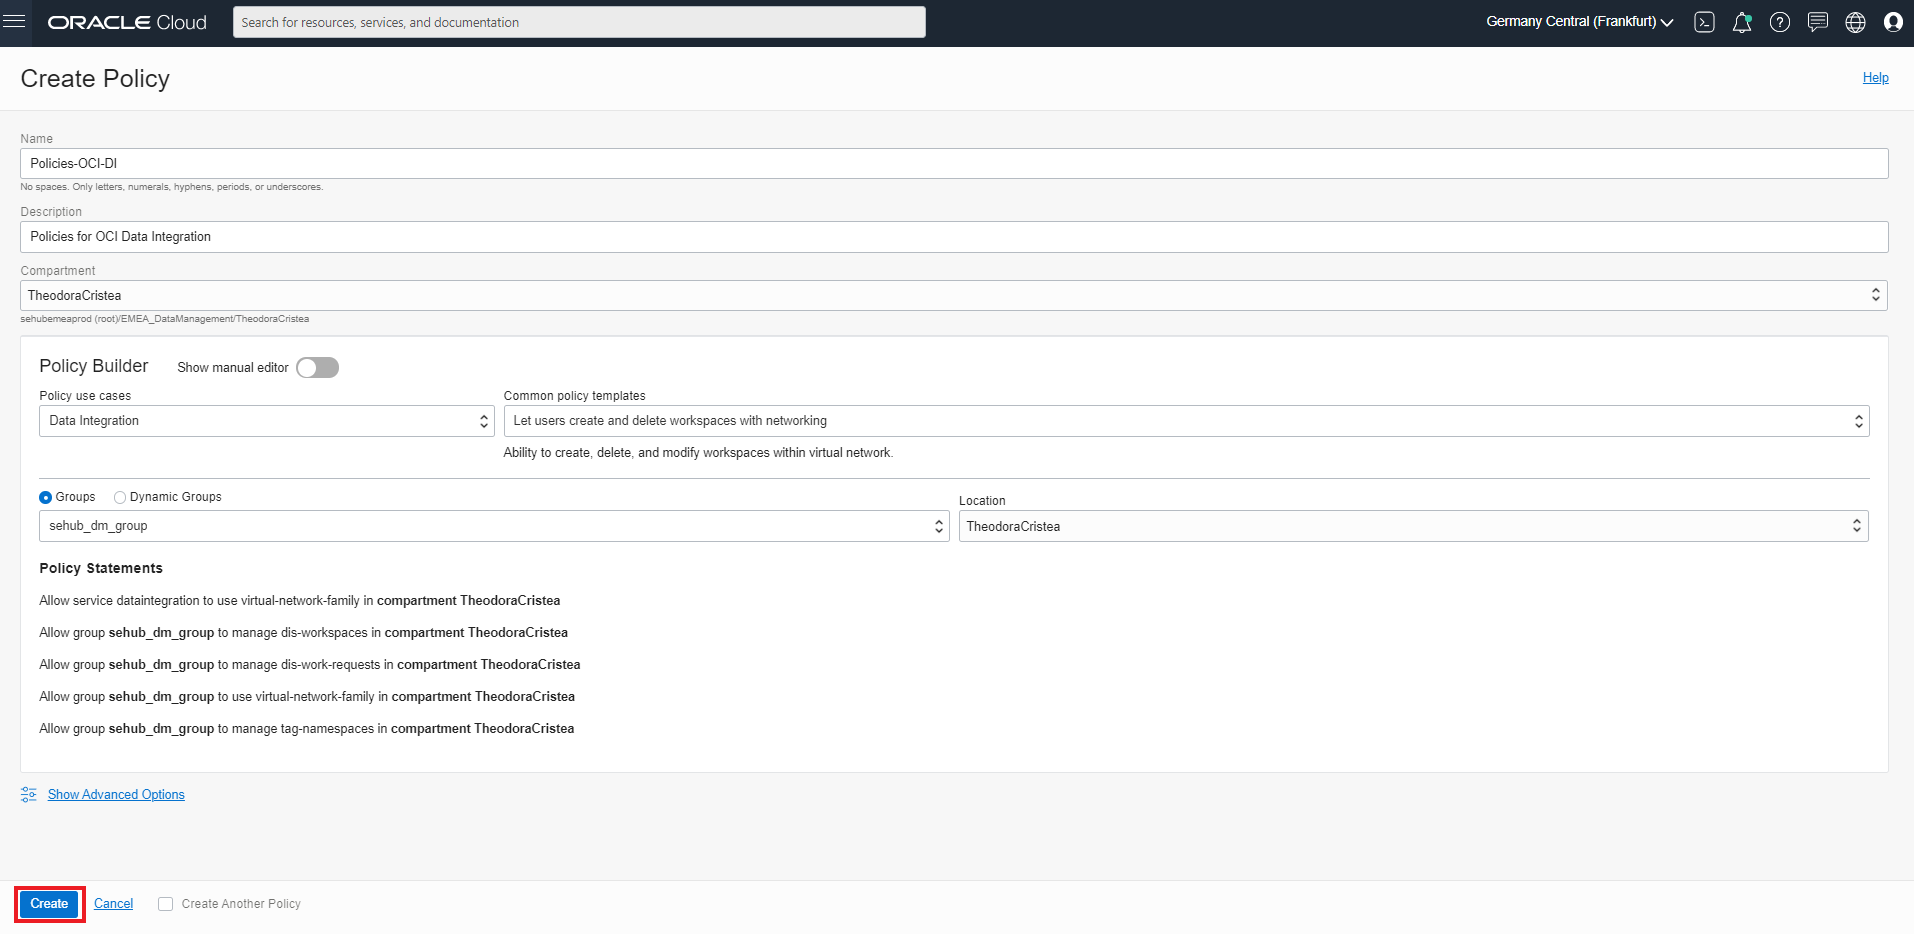 ORACLE Cloud
Search for resources, services, and documentation
Germany Central (Frankfurt)
Create Policy
Help
Name
Policies-OCI-DI
No spaces. Only letters, numerals, hyphens, periods, or underscores.
Description
Policies for OCI Data Integration
Compartment
TheodoraCristea
sehubemeaprod (root)/EMEA_DataManagement/TheodoraCristea
Policy Builder
Show manual editor
Policy use cases
Common policy templates
Data Integration
Let users create and delete workspaces with networking
Ability to create, delete, and modify workspaces within virtual network.
Groups
Dynamic Groups
Location
sehub_dm_group
TheodoraCristea
Policy Statements
Allow service dataintegration to use virtual-network-family in compartment TheodoraCristea
Allow group sehub_dm_group to manage dis-workspaces in compartment TheodoraCristea
Allow group sehub_dm_group to manage dis-work-requests in compartment TheodoraCristea
Allow group sehub_dm_group to use virtual-network-family in compartment TheodoraCristea
Allow group sehub_dm_group to manage tag-namespaces in compartment TheodoraCristea
Show Advanced Options
Create
Cancel
Create Another Policy